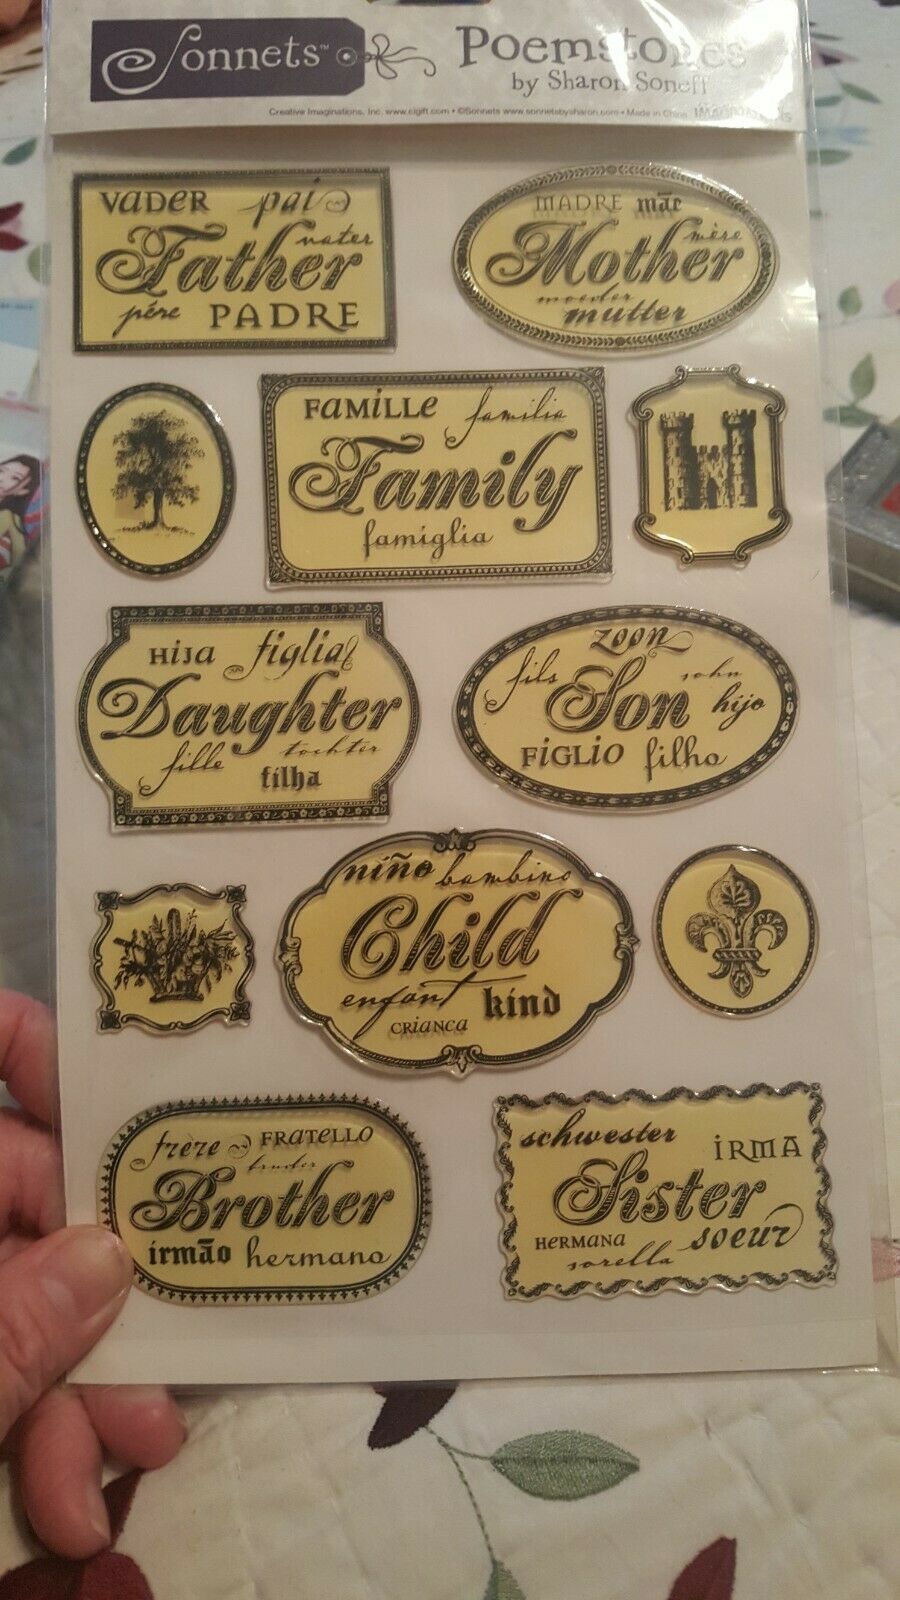 Sonnets™
Poemstones
by Sharon Soneff
Creative Imaginations, Inc. www.cigift.com • ©Sonnets www.sonnetsbysharon.com • Made in China
VADER pai
vater
Father
père PADRE
MADRE mãe
mère
Mother
moeder
mutter
FAMILLE familia
Family
famiglia
HIJA figlia
Daughter
fille tochter
filha
zoon
fils sohn
Son hijo
FIGLIO filho
niño bambino
Child
enfant kind
CRIANCA
frere FRATELLO
bruder
Brother
irmão hermano
schwester
IRMA
Sister
HERMANA soeur
sorella